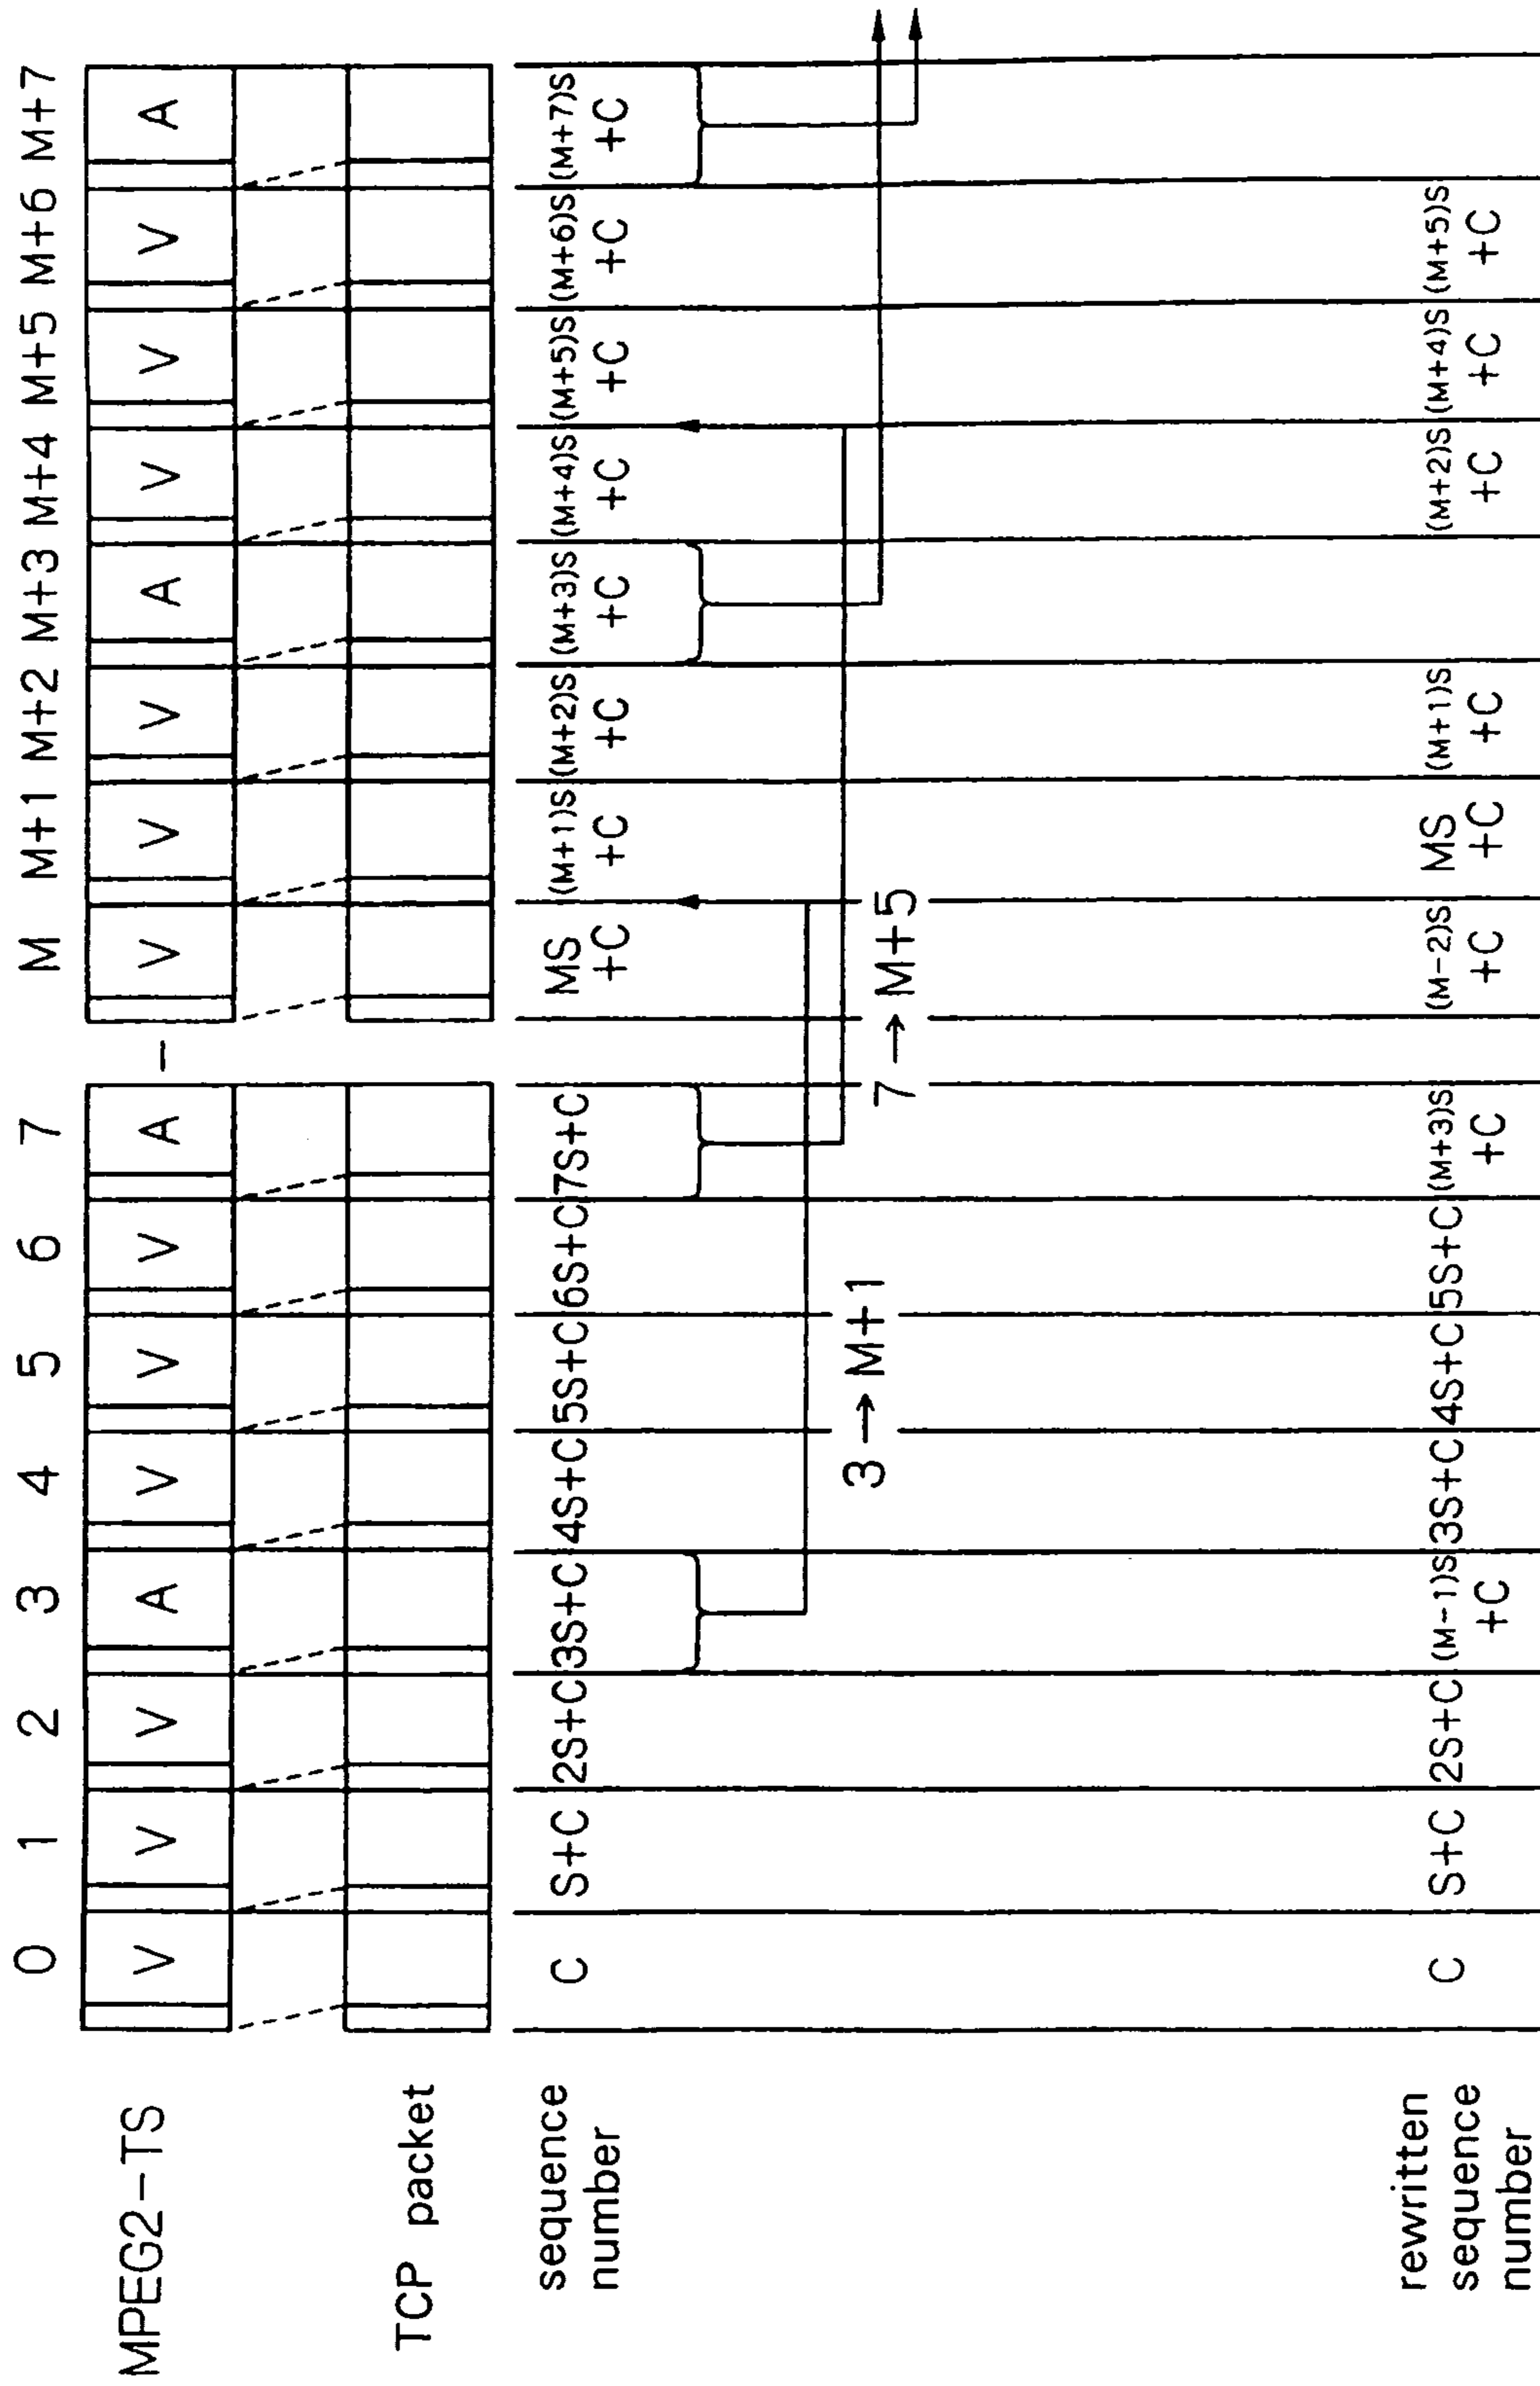 0 1 2 3 4 5 6 7 M M+1 M+2 M+3 M+4 M+5 M+6 M+7
MPEG2-TS V V V A V V V A - V V V A V V V A
TCP packet
sequence
number
C S+C 2S+C 3S+C 4S+C 5S+C 6S+C 7S+C
MS
+C
(M+1)S
+C
(M+2)S
+C
(M+3)S
+C
(M+4)S
+C
(M+5)S
+C
(M+6)S
+C
(M+7)S
+C
3→M+1
7→M+5
rewritten
sequence
number
C S+C 2S+C
(M-1)S
+C
3S+C 4S+C 5S+C
(M+3)S
+C
(M-2)S
+C
MS
+C
(M+1)S
+C
(M+2)S
+C
(M+4)S
+C
(M+5)S
+C